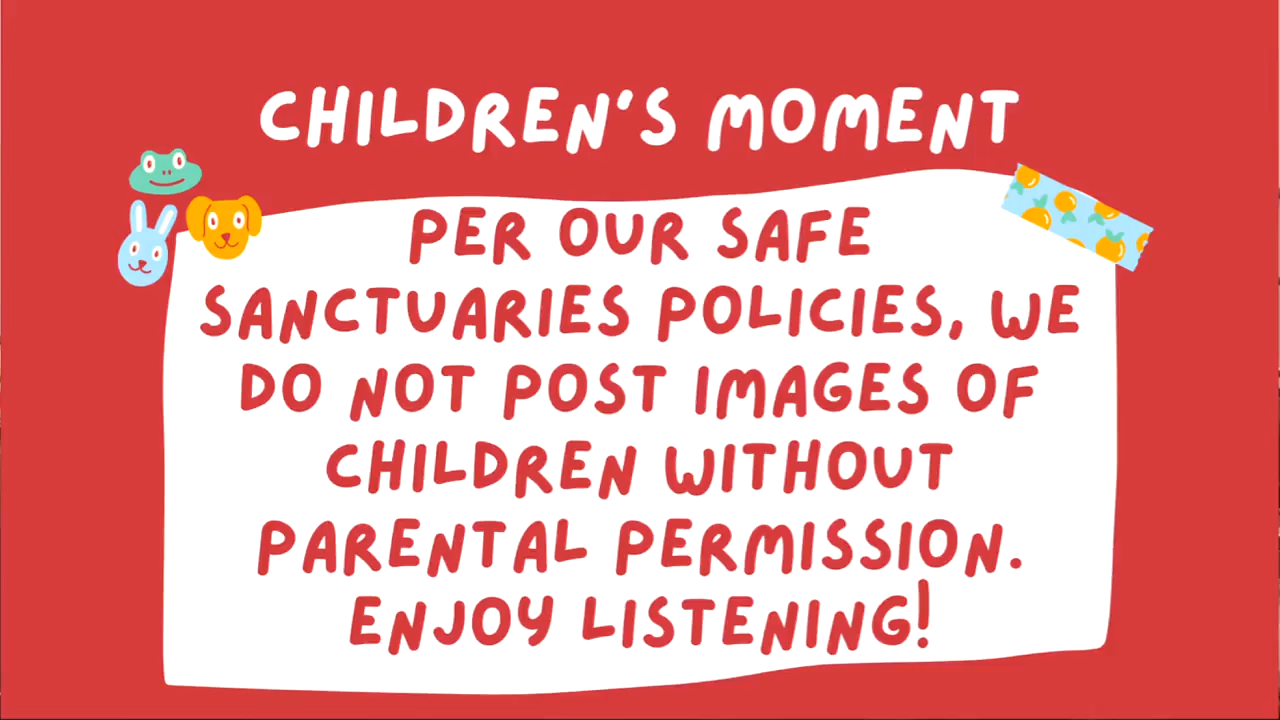 CHILDREN'S MOMENT
PER OUR SAFE
SANCTUARIES POLICIES, WE
DO NOT POST IMAGES OF
CHILDREN WITHOUT
PARENTAL PERMISSION.
ENJOY LISTENING!